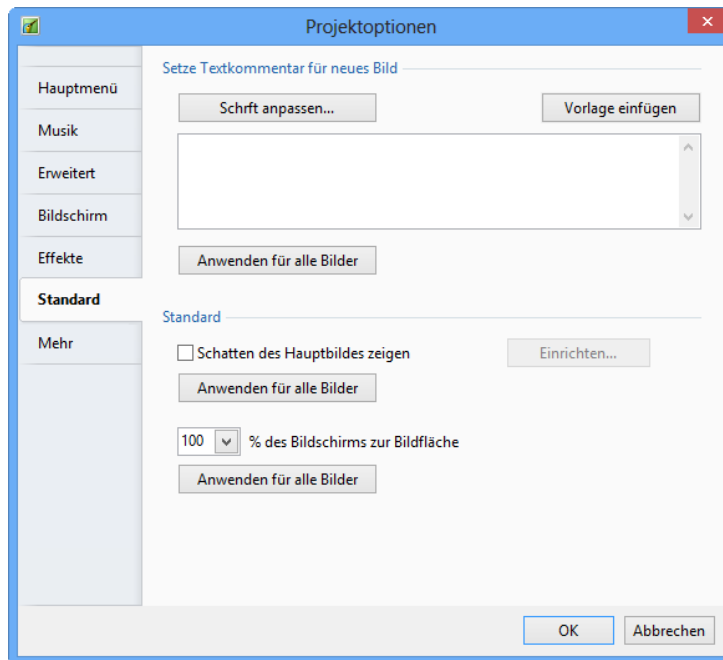 Projektoptionen
Hauptmenü
Musik
Erweitert
Bildschirm
Effekte
Standard
Mehr
Setze Textkommentar für neues Bild
Schrft anpassen... Vorlage einfügen
Anwenden für alle Bilder
Standard
Schatten des Hauptbildes zeigen Einrichten...
Anwenden für alle Bilder
100 % des Bildschirms zur Bildfläche
Anwenden für alle Bilder
OK Abbrechen